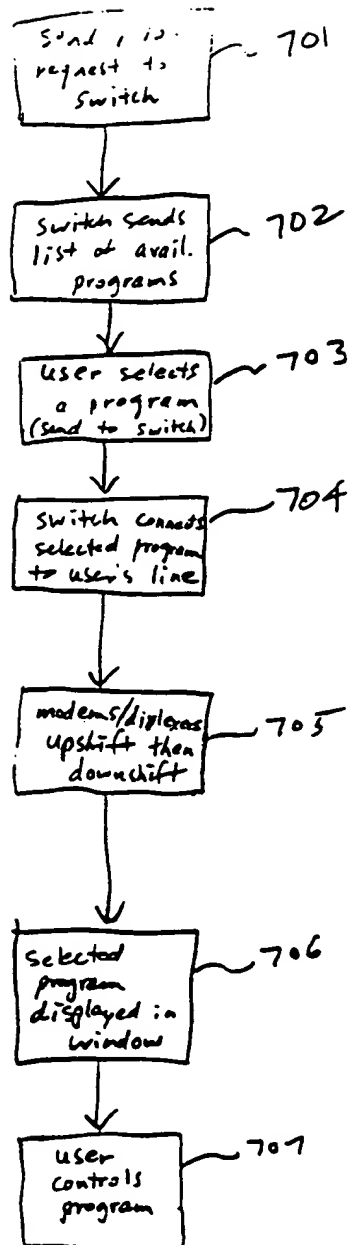 send
request to
switch
701
switch sends
list of avail.
programs
702
user selects
a program
(send to switch)
703
switch connects
selected program
to user's line
704
modems/diplexers
upshift then
downshift
705
selected
program
displayed in
window
706
user
controls
program
707